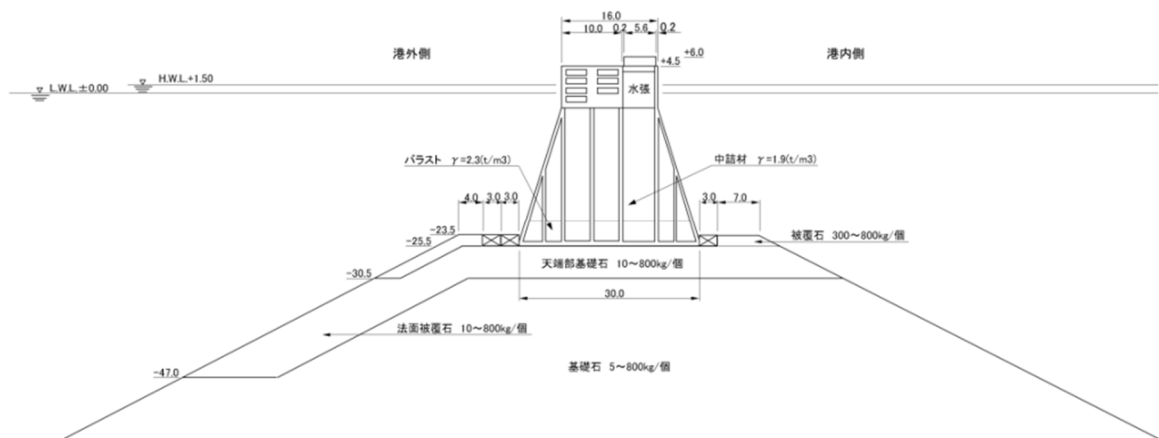 16.0
10.0 0.2 5.6 0.2
港外側
港内側
+6.0
+4.5
H.W.L.+1.50
L.W.L.±0.00
水張
バラスト γ=2.3(t/m3)
中詰材 γ=1.9(t/m3)
4.0 3.0 3.0
3.0 7.0
-23.5
被覆石 300～800kg/個
-25.5
天端部基礎石 10～800kg/個
-30.5
30.0
法面被覆石 10～800kg/個
基礎石 5～800kg/個
-47.0